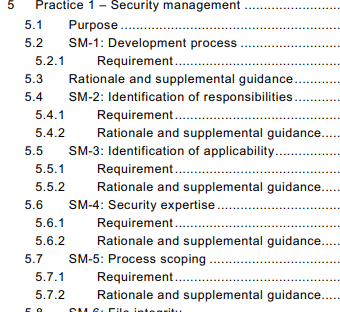 5 Practice 1 – Security management ........................
5.1 Purpose ......................................................
5.2 SM-1: Development process .........................
5.2.1 Requirement.........................................
5.3 Rationale and supplemental guidance...........
5.4 SM-2: Identification of responsibilities...........
5.4.1 Requirement.........................................
5.4.2 Rationale and supplemental guidance.....
5.5 SM-3: Identification of applicability................
5.5.1 Requirement.........................................
5.5.2 Rationale and supplemental guidance.....
5.6 SM-4: Security expertise..............................
5.6.1 Requirement.........................................
5.6.2 Rationale and supplemental guidance.....
5.7 SM-5: Process scoping ................................
5.7.1 Requirement.........................................
5.7.2 Rationale and supplemental guidance.....
5.8 SM-6: File integrity